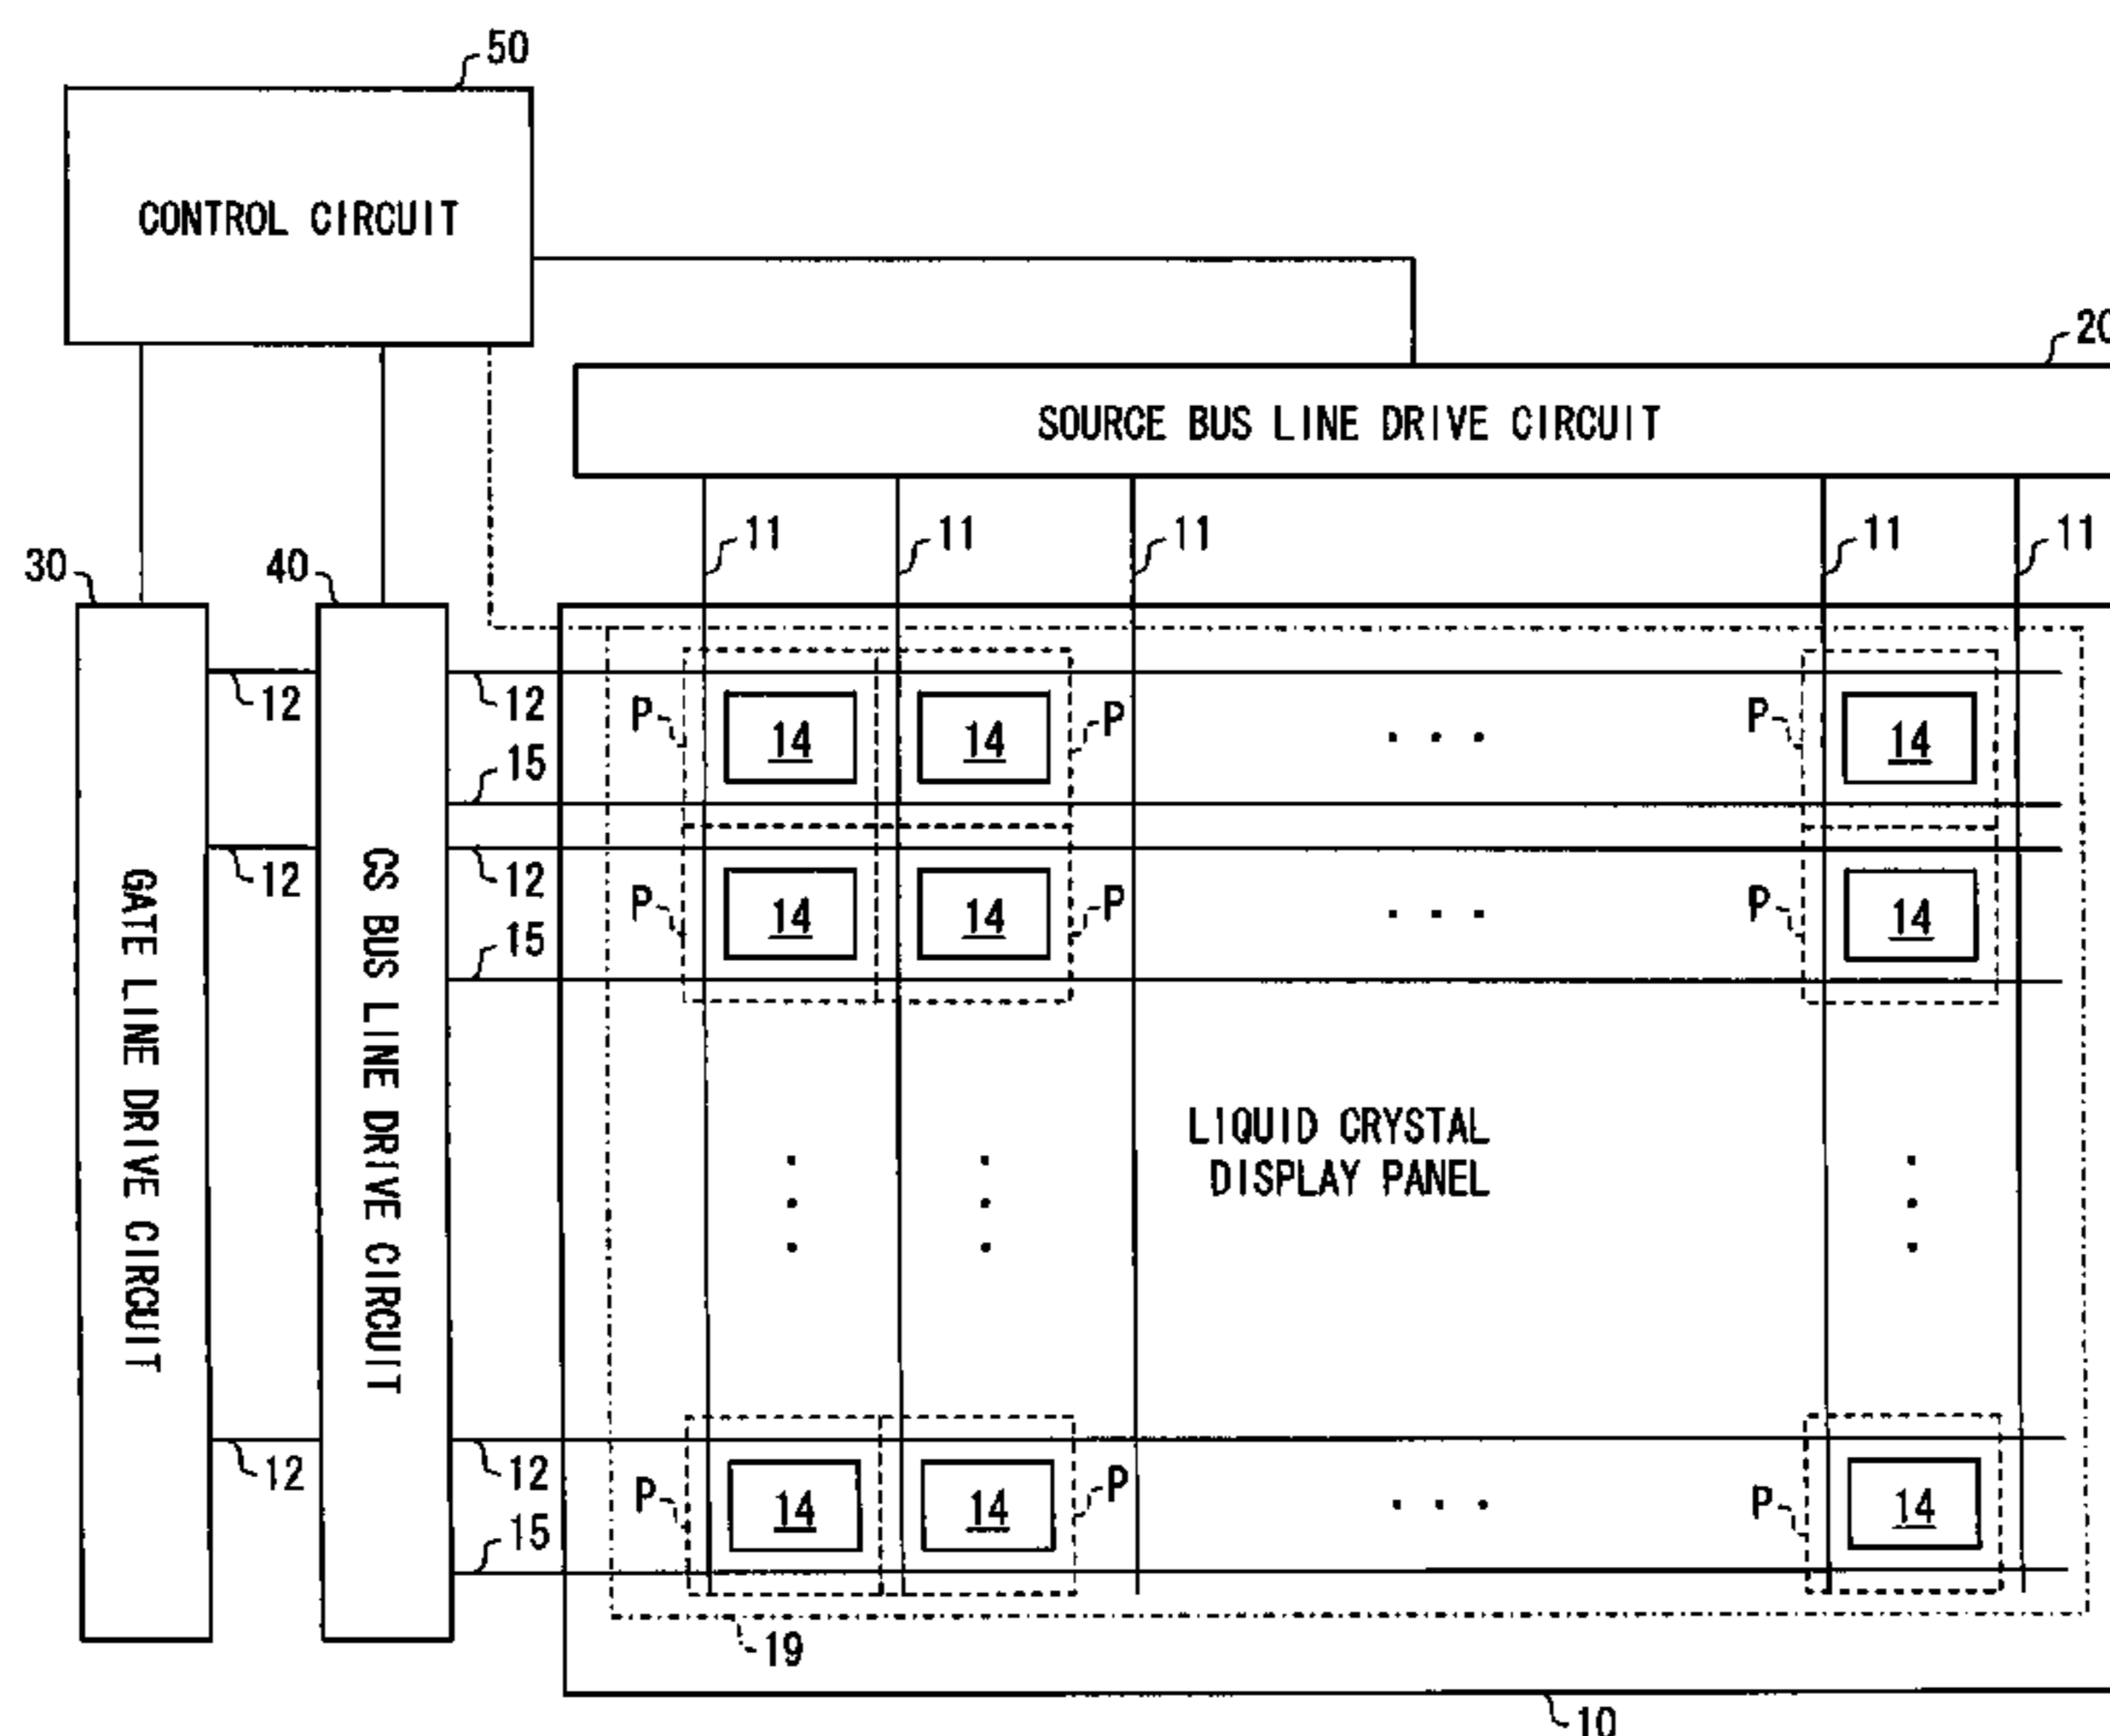 50
CONTROL CIRCUIT
20
SOURCE BUS LINE DRIVE CIRCUIT
11 11 11 11 11
30 40
12 12
P 14 14 P ... P 14
15
12 12
P 14 14 P ... P 14
15
GATE LINE DRIVE CIRCUIT
CS BUS LINE DRIVE CIRCUIT
LIQUID CRYSTAL
DISPLAY PANEL
12 12
P 14 14 P ... P 14
15
19
10